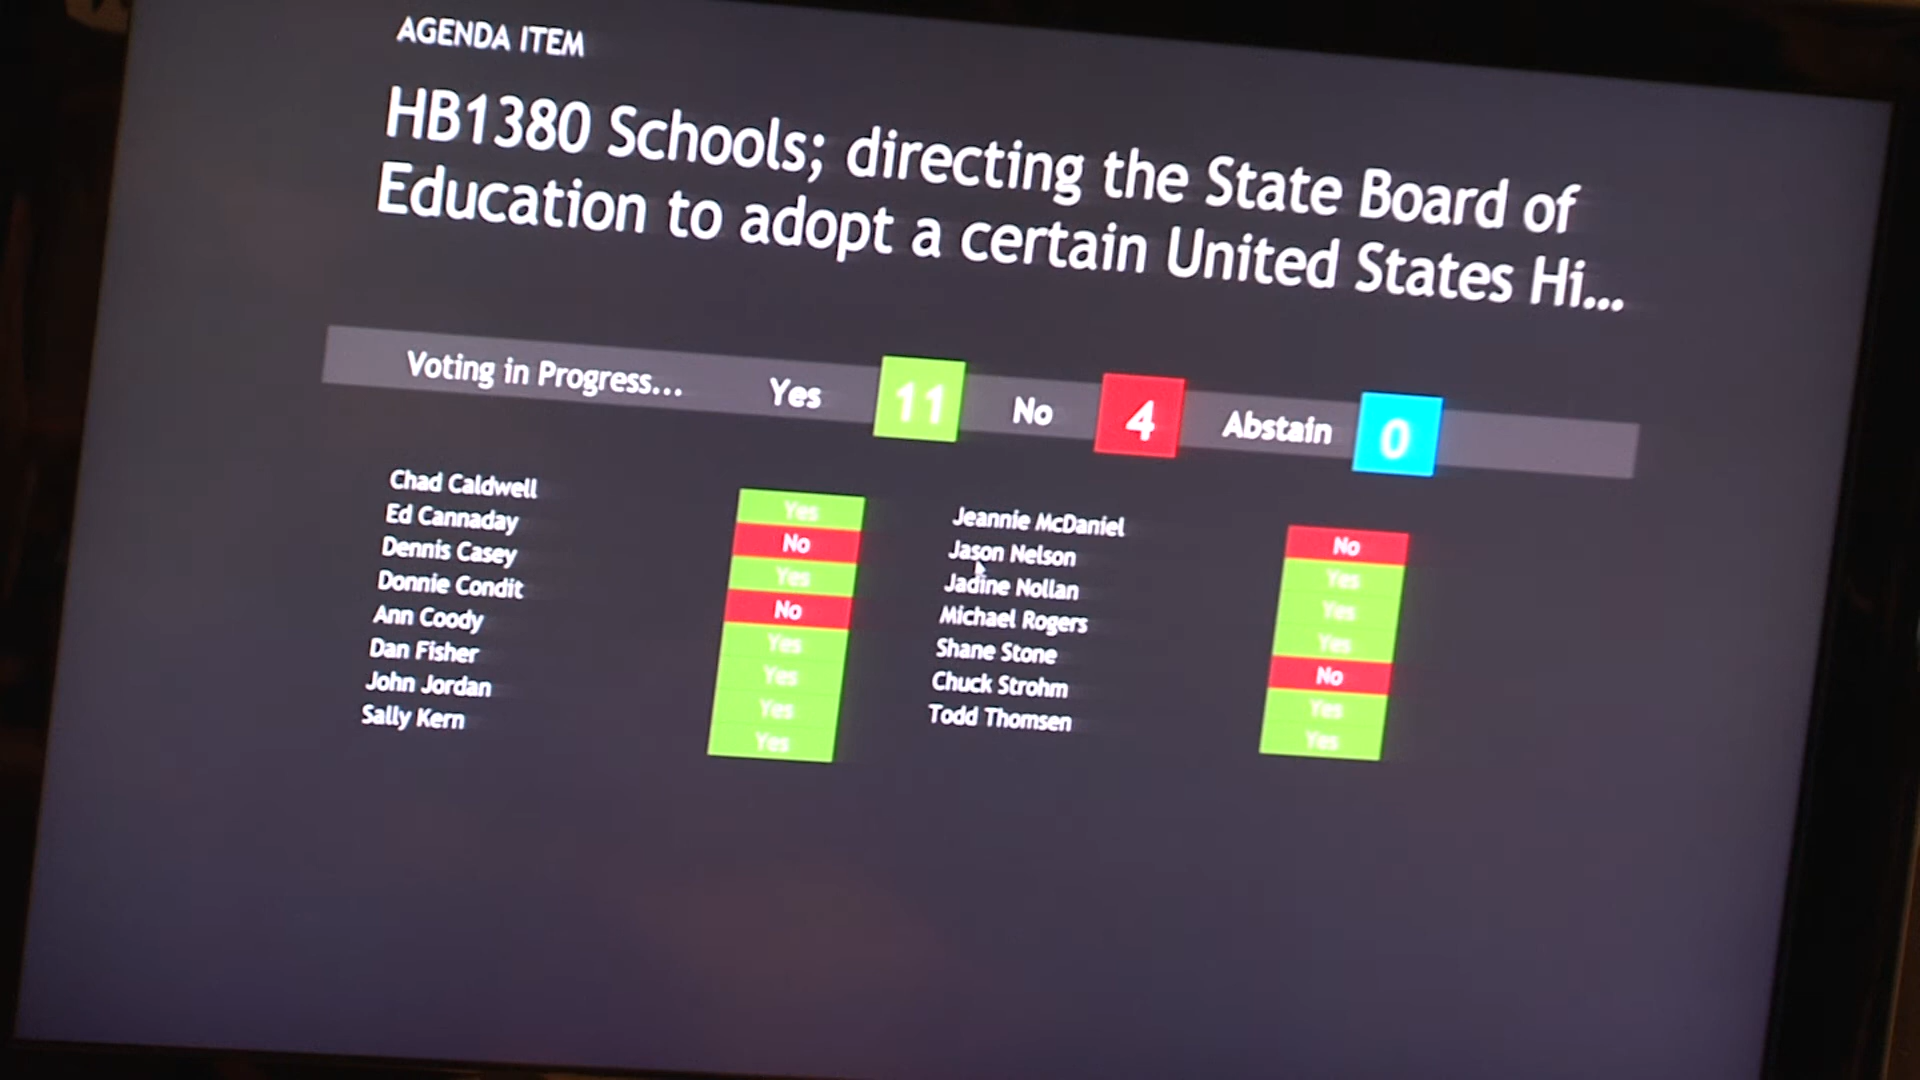 AGENDA ITEM
HB1380 Schools; directing the State Board of
Education to adopt a certain United States Hi...
Voting in Progress... Yes 11 No 4 Abstain 0
Chad Caldwell Yes
Ed Cannaday No
Dennis Casey Yes
Donnie Condit No
Ann Coody Yes
Dan Fisher Yes
John Jordan Yes
Sally Kern Yes
Jeannie McDaniel No
Jason Nelson Yes
Jadine Nollan Yes
Michael Rogers Yes
Shane Stone No
Chuck Strohm Yes
Todd Thomsen Yes